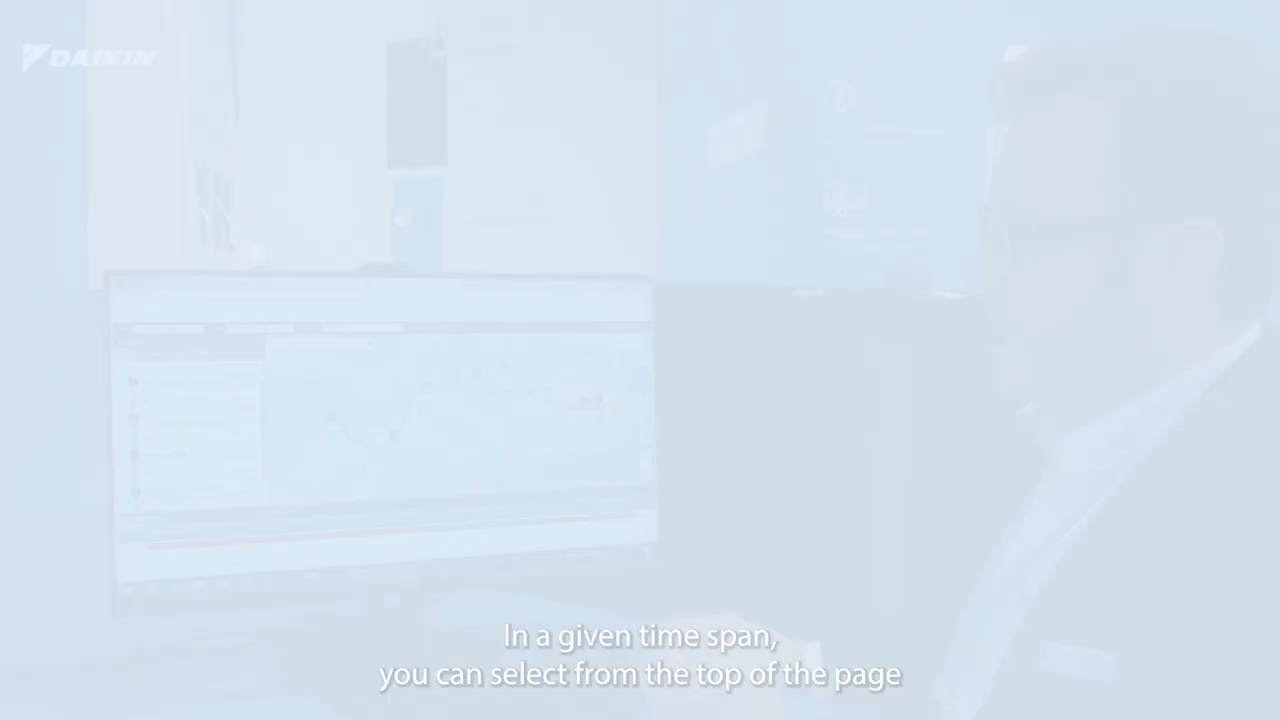 DAIKIN
In a given time span,
you can select from the top of the page